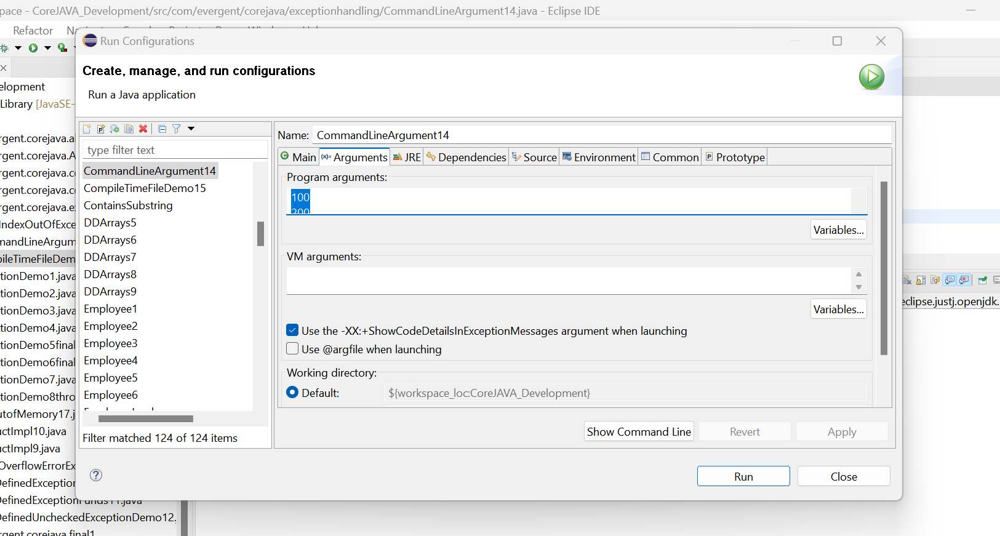 pace - CoreJAVA_Development/src/com/evergent/corejava/exceptionhandling/CommandLineArgument14.java - Eclipse IDE
Refactor
Run Configurations
Create, manage, and run configurations
Run a Java application
elopment
Library [JavaSE-
rgent.corejava.al
rgent.corejava.A
rgent.corejava.c
rgent.corejava.c
rgent.corejava.e
IndexOutOfExce
mandLineArgum
pileTimeFileDem
tionDemo1.java
tionDemo2.java
tionDemo3.java
tionDemo4.java
tionDemo5final
tionDemo6final
tionDemo7.java
tionDemo8thro
utofMemory17.j
uctImpl10.java
uctImpl9.java
OverflowErrorEx
DefinedException
DefinedExceptionFunds11.java
DefinedUncheckedExceptionDemo12.
rgent.corejava.final1
type filter text
CommandLineArgument14
CompileTimeFileDemo15
ContainsSubstring
DDArrays5
DDArrays6
DDArrays7
DDArrays8
DDArrays9
Employee1
Employee2
Employee3
Employee4
Employee5
Employee6
Filter matched 124 of 124 items
Name: CommandLineArgument14
Main (x)= Arguments JRE Dependencies Source Environment Common Prototype
Program arguments:
100
200
Variables...
VM arguments:
Variables...
Use the -XX:+ShowCodeDetailsInExceptionMessages argument when launching
Use @argfile when launching
Working directory:
Default: ${workspace_loc:CoreJAVA_Development}
Show Command Line Revert Apply
Run Close
eclipse.justj.openjdk.